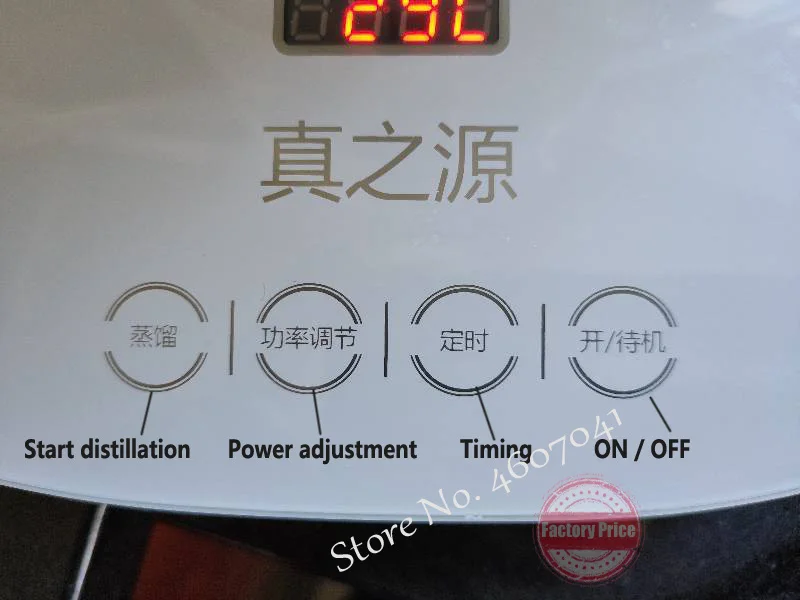 29C
真之源
蒸馏 功率调节 定时 开/待机
Start distillation Power adjustment Timing ON / OFF
Store No. 4607041
Factory Price